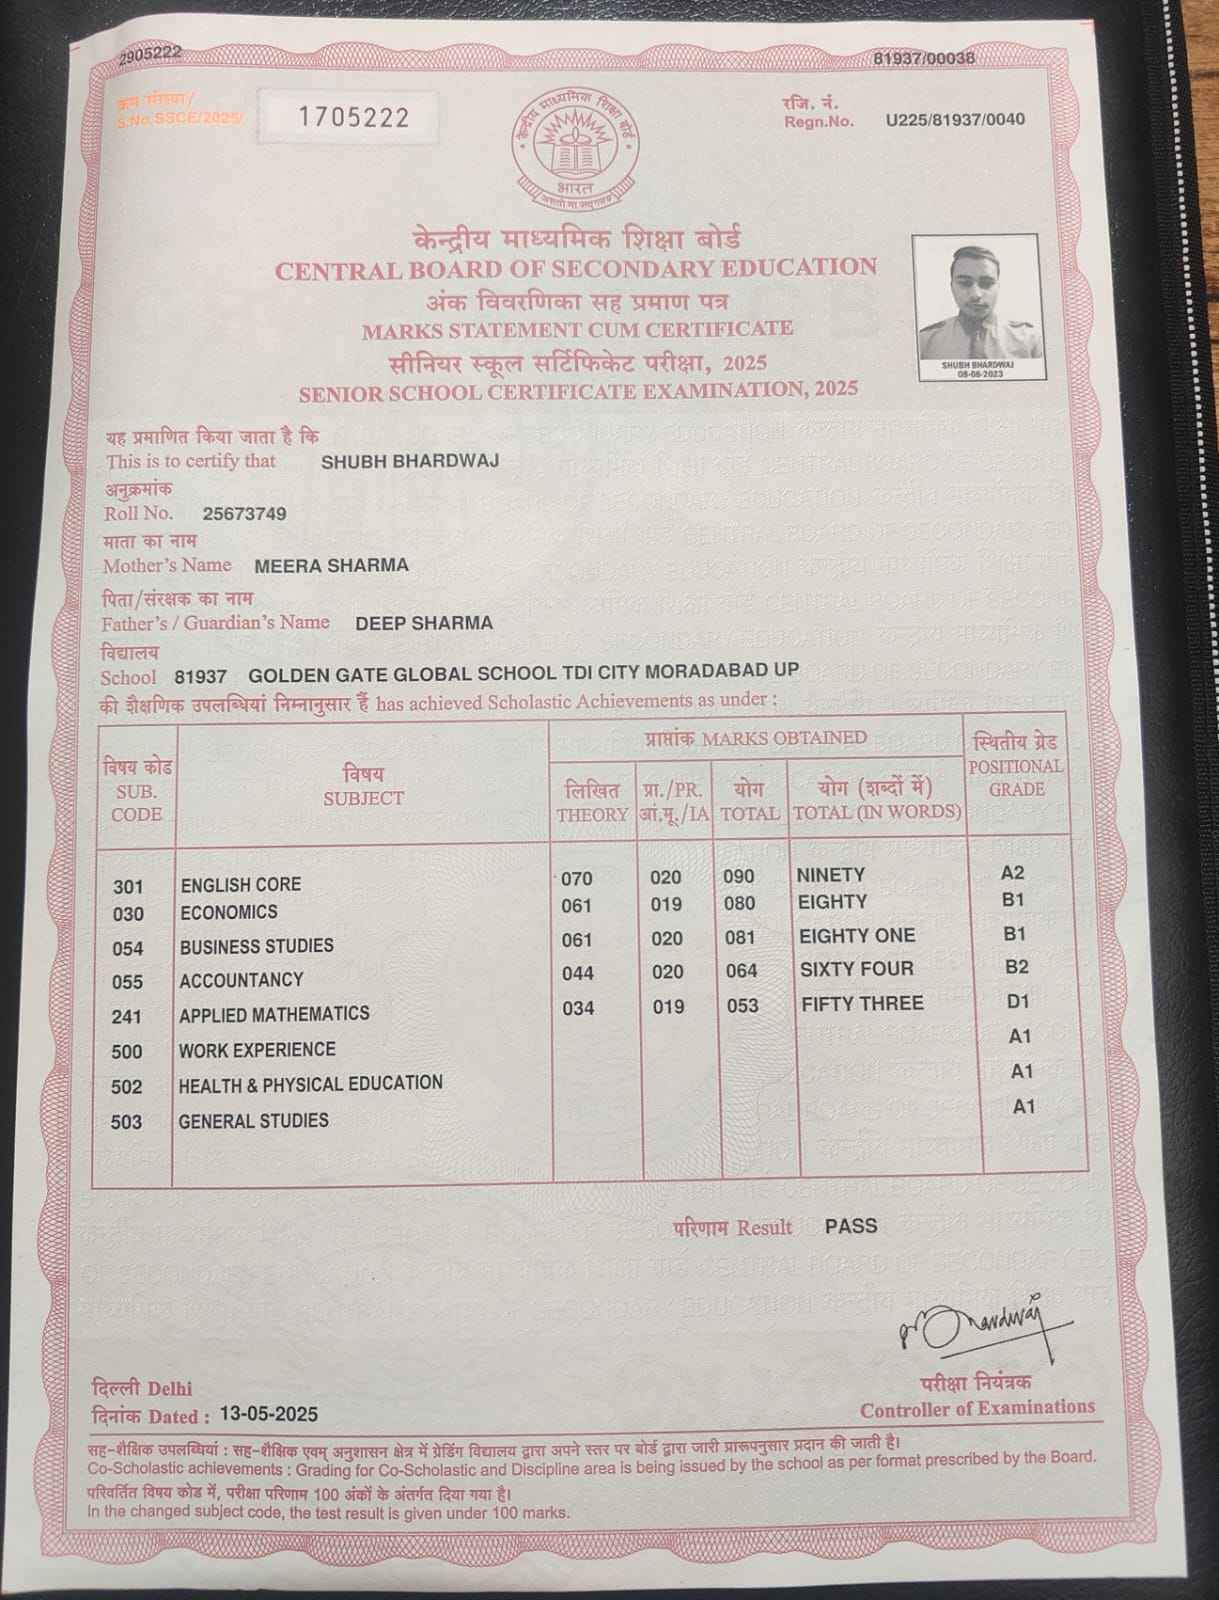 2905222
81937/00038
क्रम संख्या/
S.No.SSCE/2025/
1705222
रजि. नं.
Regn.No. U225/81937/0040
केन्द्रीय माध्यमिक शिक्षा बोर्ड
भारत
केन्द्रीय माध्यमिक शिक्षा बोर्ड
CENTRAL BOARD OF SECONDARY EDUCATION
अंक विवरणिका सह प्रमाण पत्र
MARKS STATEMENT CUM CERTIFICATE
सीनियर स्कूल सर्टिफिकेट परीक्षा, 2025
SENIOR SCHOOL CERTIFICATE EXAMINATION, 2025
SHUBH BHARDWAJ
08-08-2023
यह प्रमाणित किया जाता है कि
This is to certify that SHUBH BHARDWAJ
अनुक्रमांक
Roll No. 25673749
माता का नाम
Mother's Name MEERA SHARMA
पिता/संरक्षक का नाम
Father's / Guardian's Name DEEP SHARMA
विद्यालय
School 81937 GOLDEN GATE GLOBAL SCHOOL TDI CITY MORADABAD UP
की शैक्षणिक उपलब्धियां निम्नानुसार हैं has achieved Scholastic Achievements as under :
विषय कोड
SUB.
CODE
विषय
SUBJECT
प्राप्तांक MARKS OBTAINED
लिखित
THEORY
प्रा./PR.
आं.मू./IA
योग
TOTAL
योग (शब्दों में)
TOTAL (IN WORDS)
स्थितीय ग्रेड
POSITIONAL
GRADE
301 ENGLISH CORE 070 020 090 NINETY A2
030 ECONOMICS 061 019 080 EIGHTY B1
054 BUSINESS STUDIES 061 020 081 EIGHTY ONE B1
055 ACCOUNTANCY 044 020 064 SIXTY FOUR B2
241 APPLIED MATHEMATICS 034 019 053 FIFTY THREE D1
500 WORK EXPERIENCE A1
502 HEALTH & PHYSICAL EDUCATION A1
503 GENERAL STUDIES A1
परिणाम Result PASS
दिल्ली Delhi
दिनांक Dated : 13-05-2025
परीक्षा नियंत्रक
Controller of Examinations
सह-शैक्षिक उपलब्धियां : सह-शैक्षिक एवम् अनुशासन क्षेत्र में ग्रेडिंग विद्यालय द्वारा अपने स्तर पर बोर्ड द्वारा जारी प्रारूपनुसार प्रदान की जाती है।
Co-Scholastic achievements : Grading for Co-Scholastic and Discipline area is being issued by the school as per format prescribed by the Board.
परिवर्तित विषय कोड में, परीक्षा परिणाम 100 अंकों के अंतर्गत दिया गया है।
In the changed subject code, the test result is given under 100 marks.